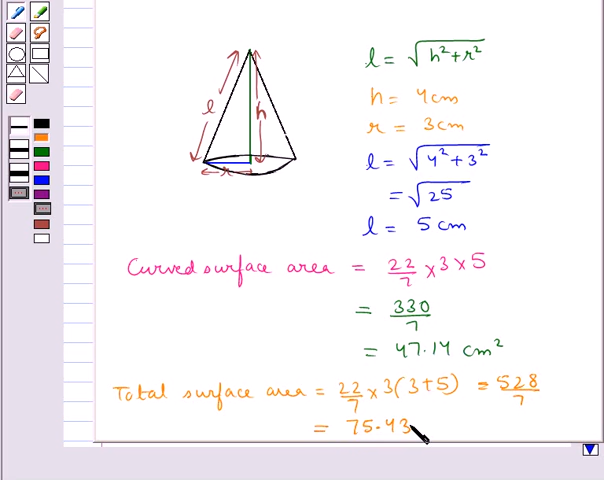 l = √h² + r²
l
h
r
h = 4cm
r = 3cm
l = √4² + 3²
= √25
l = 5 cm
Curved surface area = 22/7 × 3 × 5
= 330/7
= 47.14 cm²
Total surface area = 22/7 × 3(3+5) = 528/7
= 75.43